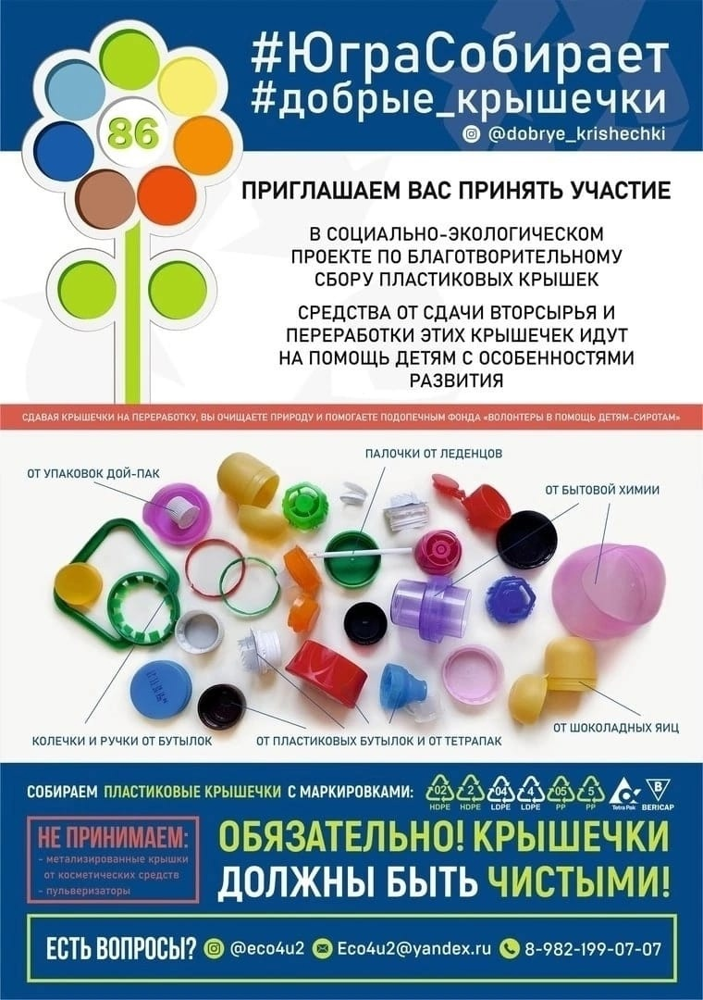 #ЮграСобирает
#добрые_крышечки
@dobrye_krishechki
86
ПРИГЛАШАЕМ ВАС ПРИНЯТЬ УЧАСТИЕ
В СОЦИАЛЬНО-ЭКОЛОГИЧЕСКОМ
ПРОЕКТЕ ПО БЛАГОТВОРИТЕЛЬНОМУ
СБОРУ ПЛАСТИКОВЫХ КРЫШЕК
СРЕДСТВА ОТ СДАЧИ ВТОРСЫРЬЯ И
ПЕРЕРАБОТКИ ЭТИХ КРЫШЕЧЕК ИДУТ
НА ПОМОЩЬ ДЕТЯМ С ОСОБЕННОСТЯМИ
РАЗВИТИЯ
СДАВАЯ КРЫШЕЧКИ НА ПЕРЕРАБОТКУ, ВЫ ОЧИЩАЕТЕ ПРИРОДУ И ПОМОГАЕТЕ ПОДОПЕЧНЫМ ФОНДА «ВОЛОНТЕРЫ В ПОМОЩЬ ДЕТЯМ-СИРОТАМ»
ПАЛОЧКИ ОТ ЛЕДЕНЦОВ
ОТ УПАКОВОК ДОЙ-ПАК
ОТ БЫТОВОЙ ХИМИИ
ОТ ШОКОЛАДНЫХ ЯИЦ
КОЛЕЧКИ И РУЧКИ ОТ БУТЫЛОК
ОТ ПЛАСТИКОВЫХ БУТЫЛОК И ОТ ТЕТРАПАК
СОБИРАЕМ ПЛАСТИКОВЫЕ КРЫШЕЧКИ С МАРКИРОВКАМИ:
02 2 04 4 05 5 B
HDPE HDPE LDPE LDPE PP PP Tetra Pak BERICAP
НЕ ПРИНИМАЕМ:
- метализированные крышки
от косметических средств
- пульверизаторы
ОБЯЗАТЕЛЬНО! КРЫШЕЧКИ
ДОЛЖНЫ БЫТЬ ЧИСТЫМИ!
ЕСТЬ ВОПРОСЫ? @eco4u2 Eco4u2@yandex.ru 8-982-199-07-07